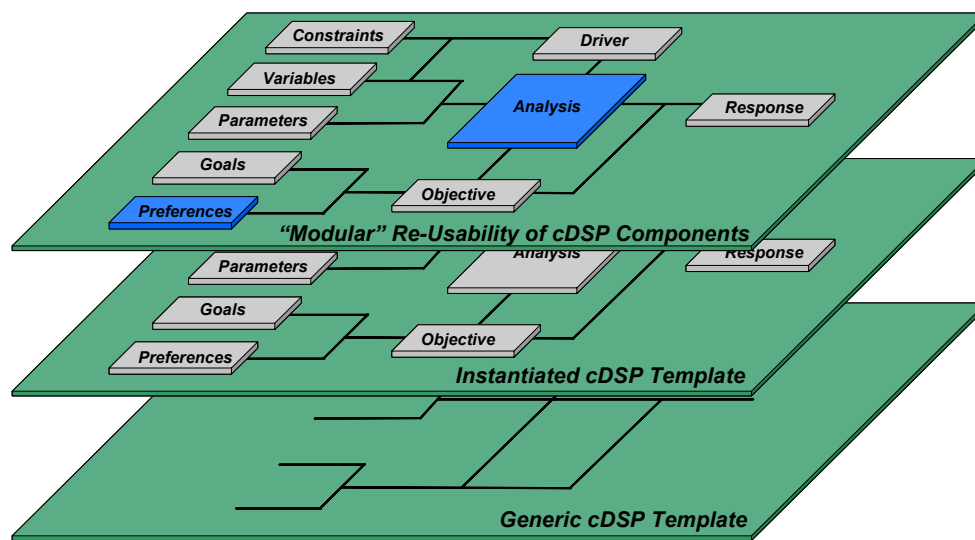 Constraints
Driver
Variables
Analysis
Parameters
Response
Goals
Objective
Preferences
“Modular” Re-Usability of cDSP Components
Parameters
Analysis
Response
Goals
Objective
Preferences
Instantiated cDSP Template
Generic cDSP Template